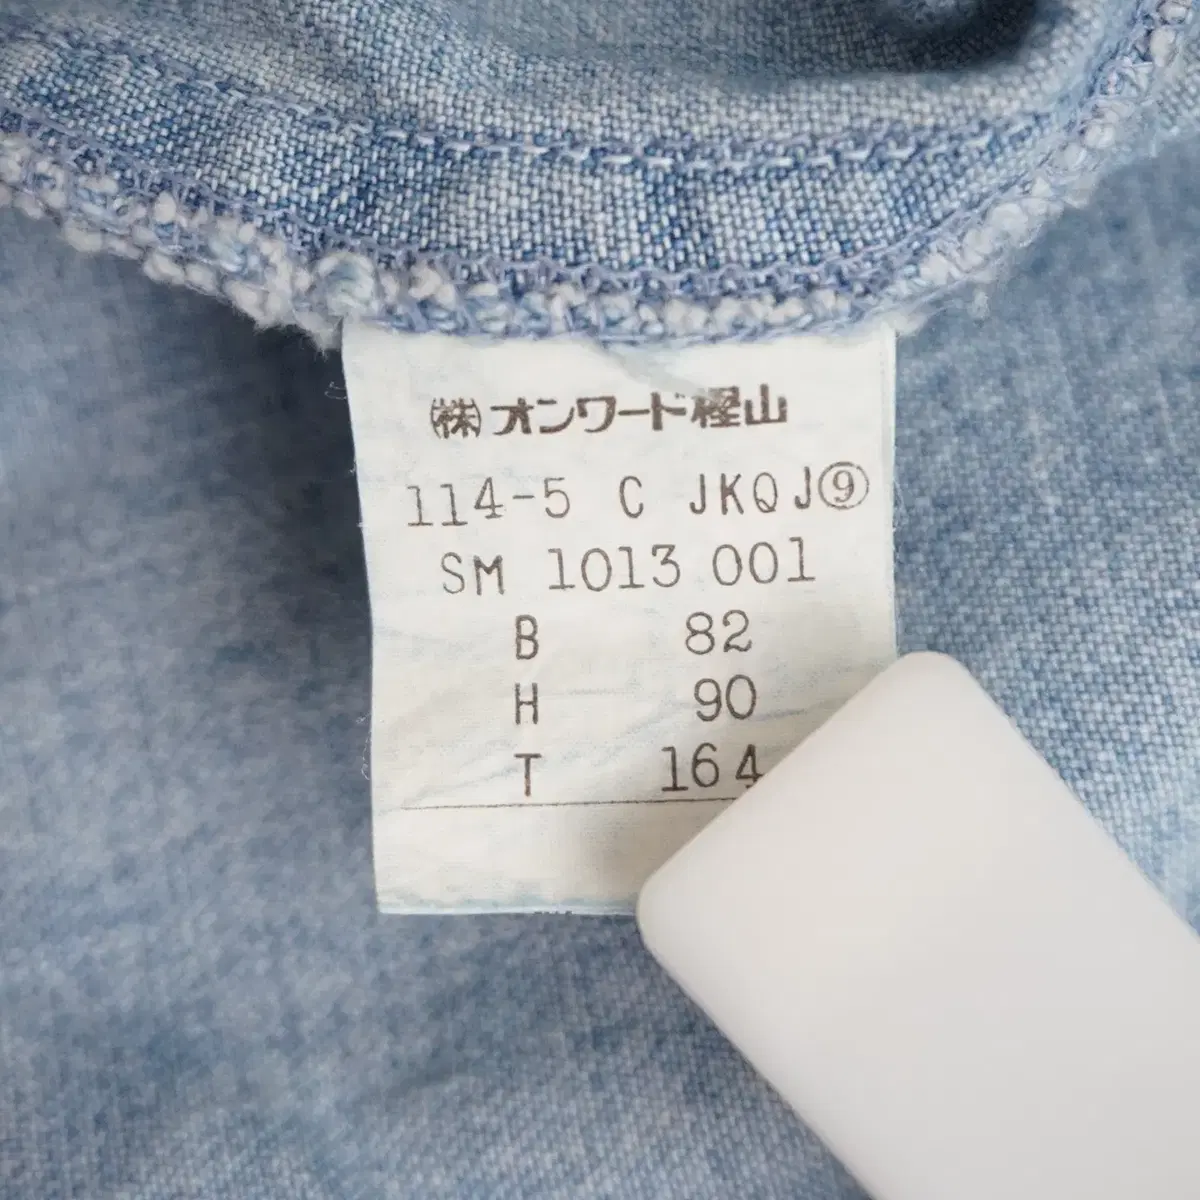 ㈱オンワード樫山
114-5 C JKQJ⑨
SM 1013 001
B 82
H 90
T 164